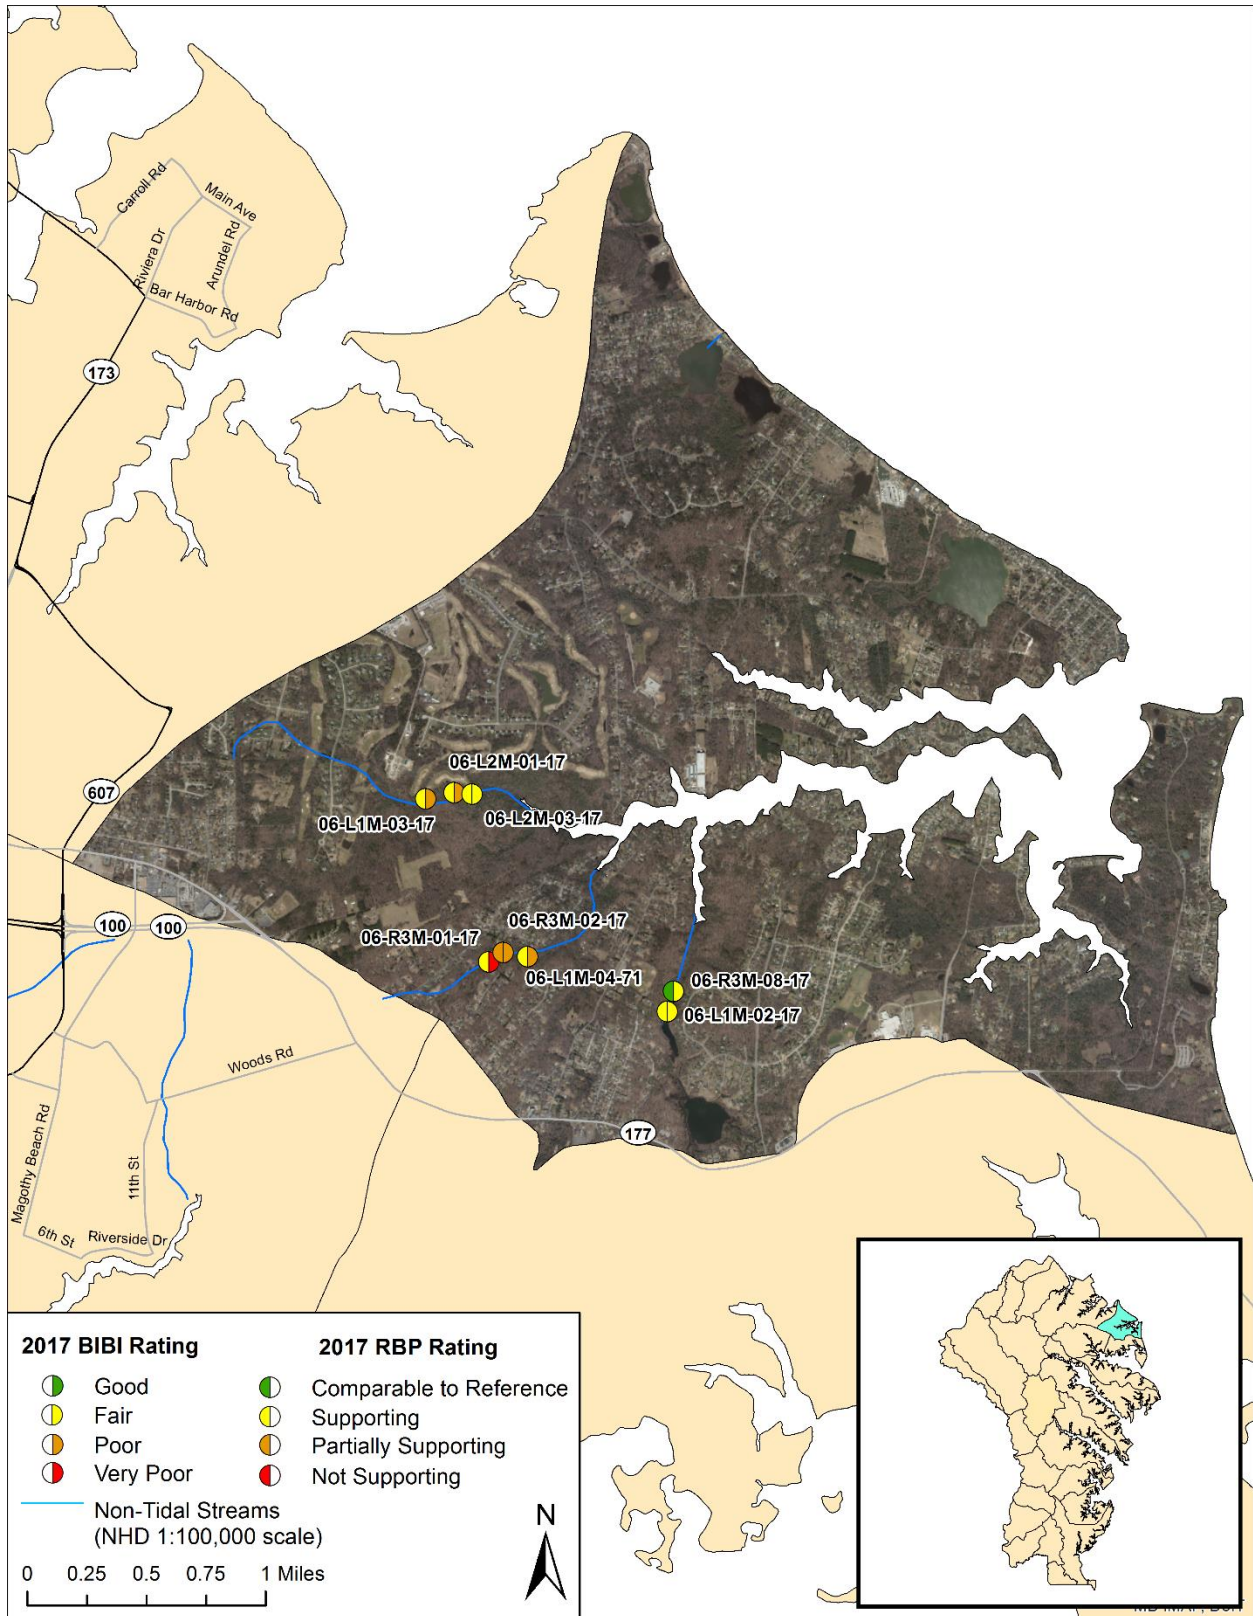 Carroll Rd
Main Ave
Riviera Dr
Arundel Rd
Bar Harbor Rd
173
607
06-L2M-01-17
06-L1M-03-17
06-L2M-03-17
100
100
06-R3M-02-17
06-R3M-01-17
06-L1M-04-71
06-R3M-08-17
06-L1M-02-17
Woods Rd
Magothy Beach Rd
11th St
177
6th St
Riverside Dr
2017 BIBI Rating
Good
Fair
Poor
Very Poor
2017 RBP Rating
Comparable to Reference
Supporting
Partially Supporting
Not Supporting
Non-Tidal Streams
(NHD 1:100,000 scale)
0 0.25 0.5 0.75 1 Miles
N